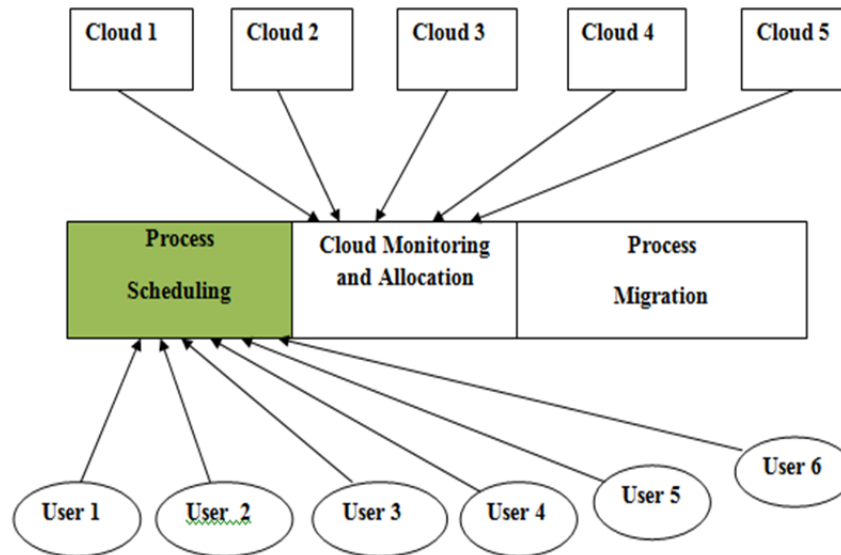 Cloud 1
Cloud 2
Cloud 3
Cloud 4
Cloud 5
Process
Scheduling
Cloud Monitoring
and Allocation
Process
Migration
User 1
User 2
User 3
User 4
User 5
User 6